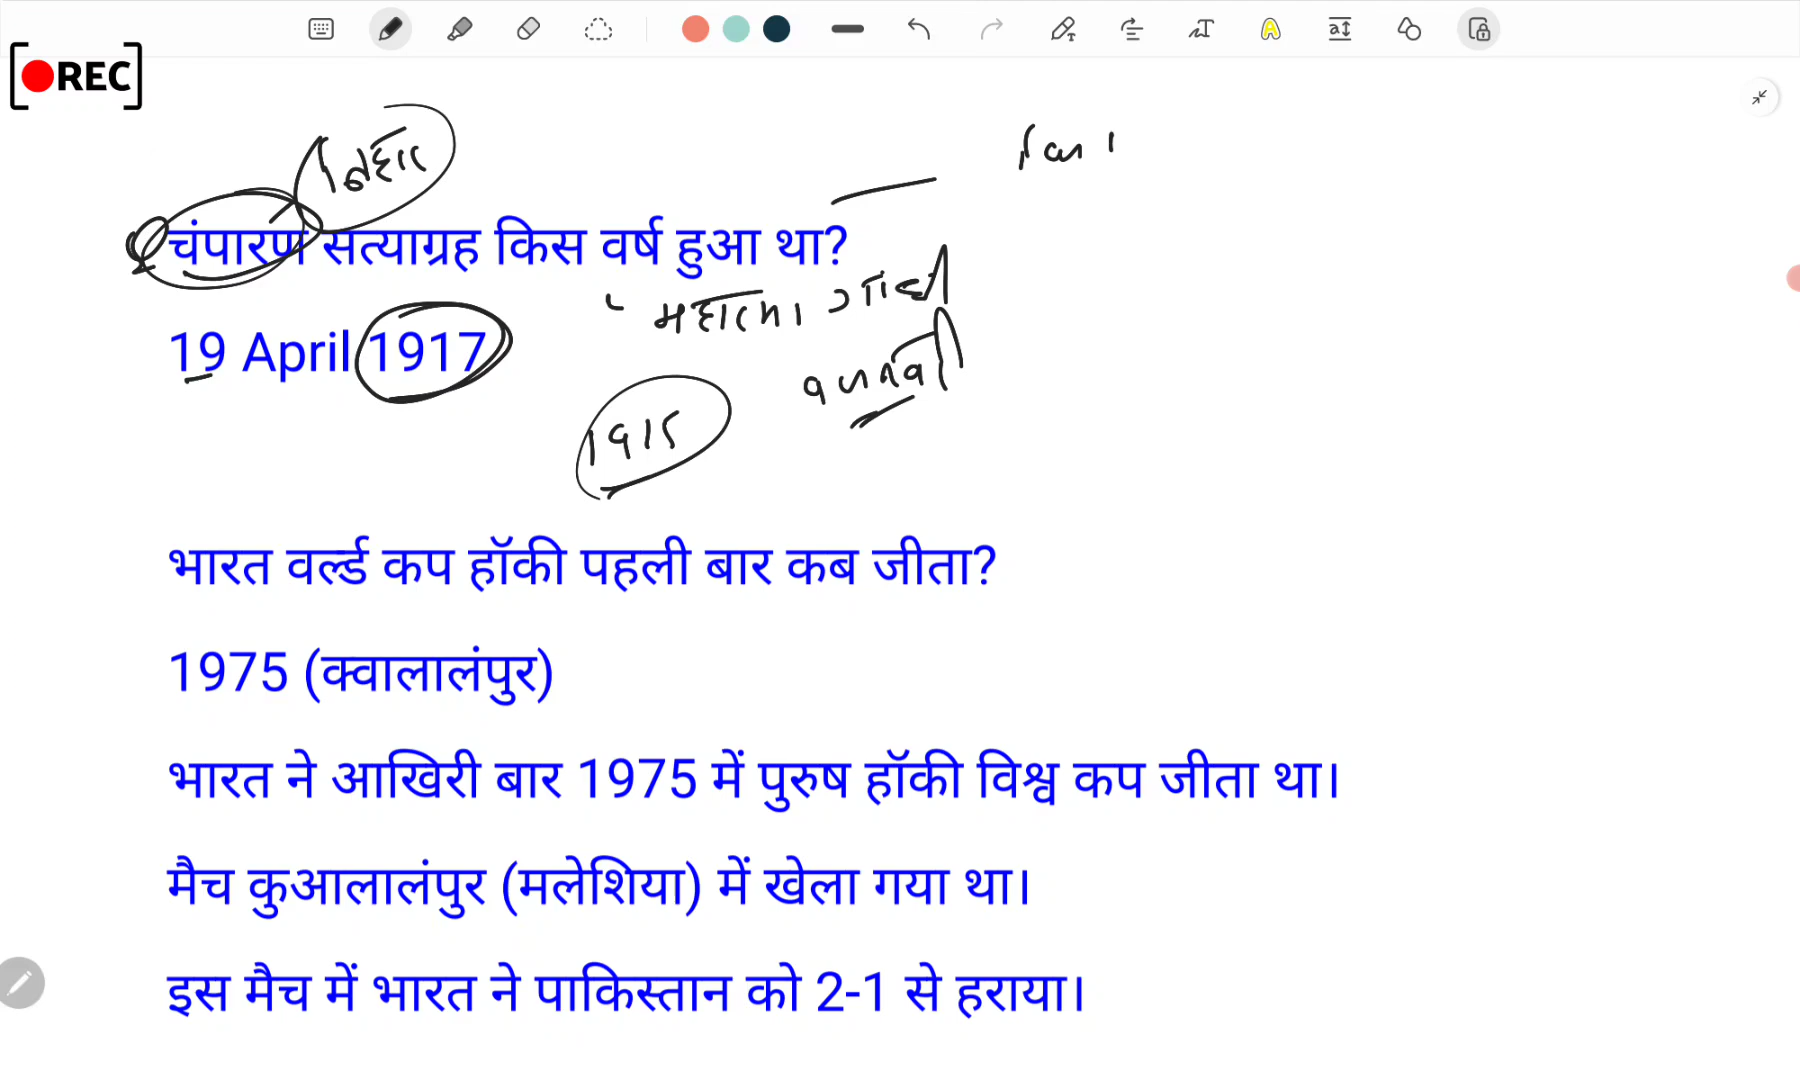 REC
बिहार
चंपारण सत्याग्रह किस वर्ष हुआ था?
महात्मा गांधी
19 April 1917
1915
भारत वर्ल्ड कप हॉकी पहली बार कब जीता?
1975 (क्वालालंपुर)
भारत ने आखिरी बार 1975 में पुरुष हॉकी विश्व कप जीता था।
मैच कुआलालंपुर (मलेशिया) में खेला गया था।
इस मैच में भारत ने पाकिस्तान को 2-1 से हराया।